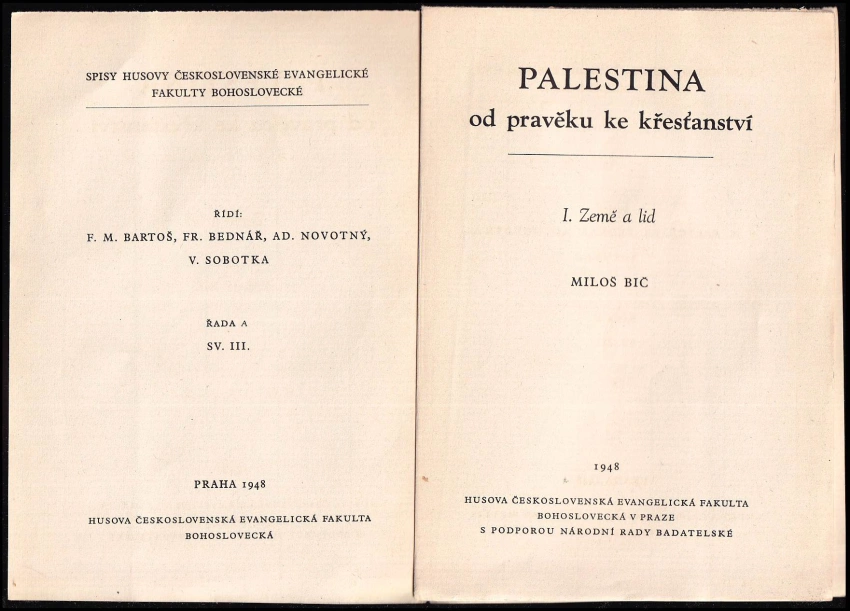 SPISY HUSOVY ČESKOSLOVENSKÉ EVANGELICKÉ
FAKULTY BOHOSLOVECKÉ
ŘÍDÍ:
F. M. BARTOŠ, FR. BEDNÁŘ, AD. NOVOTNÝ,
V. SOBOTKA
ŘADA A
SV. III.
PRAHA 1948
HUSOVA ČESKOSLOVENSKÁ EVANGELICKÁ FAKULTA
BOHOSLOVECKÁ
PALESTINA
od pravěku ke křesťanství
I. Země a lid
MILOŠ BIČ
1948
HUSOVA ČESKOSLOVENSKÁ EVANGELICKÁ FAKULTA
BOHOSLOVECKÁ V PRAZE
S PODPOROU NÁRODNÍ RADY BADATELSKÉ